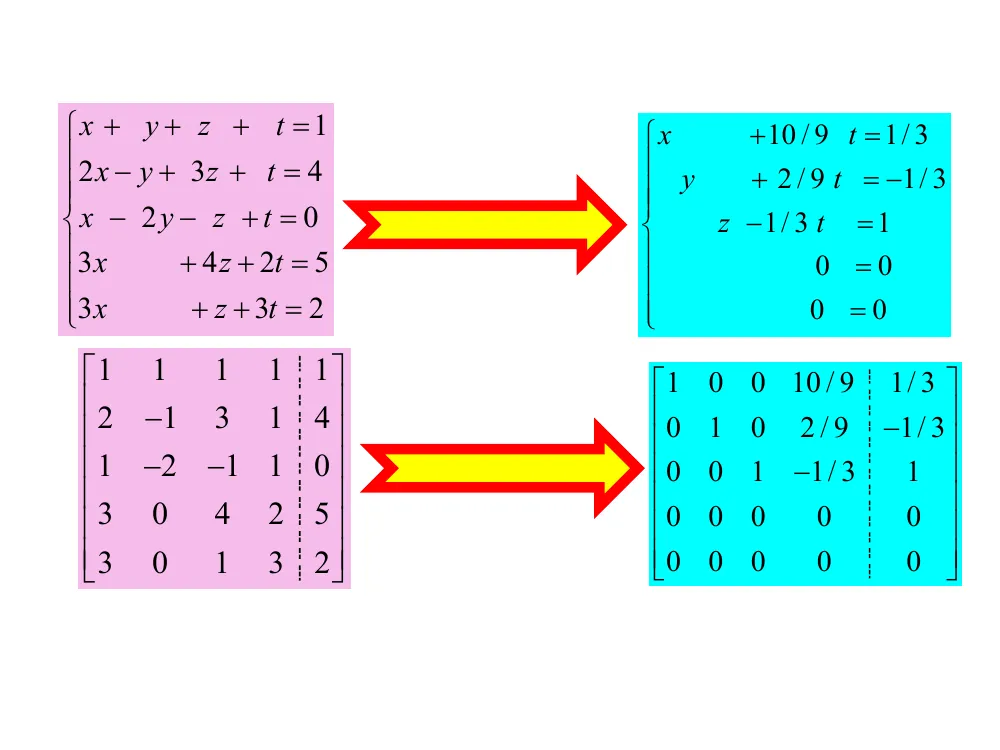 x + y + z + t = 1
2x − y + 3z + t = 4
x − 2y − z + t = 0
3x + 4z + 2t = 5
3x + z + 3t = 2
x +10/9 t = 1/3
y + 2/9 t = −1/3
z −1/3 t = 1
0 = 0
0 = 0
1 1 1 1 1
2 −1 3 1 4
1 −2 −1 1 0
3 0 4 2 5
3 0 1 3 2
1 0 0 10/9 1/3
0 1 0 2/9 −1/3
0 0 1 −1/3 1
0 0 0 0 0
0 0 0 0 0